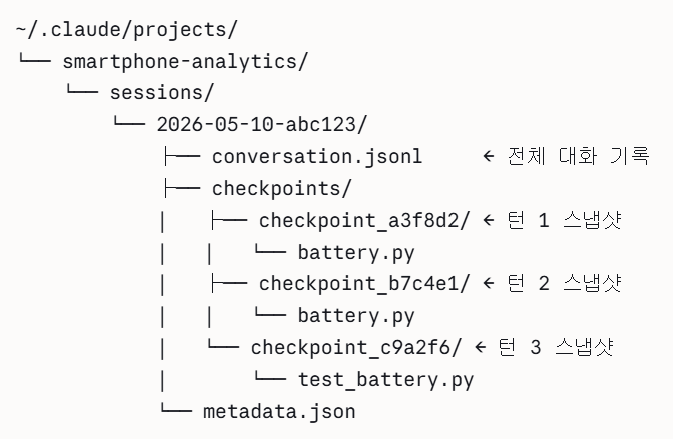 ~/.claude/projects/
└── smartphone-analytics/
    └── sessions/
        └── 2026-05-10-abc123/
            ├── conversation.jsonl     ← 전체 대화 기록
            ├── checkpoints/
            │   ├── checkpoint_a3f8d2/ ← 턴 1 스냅샷
            │   │   └── battery.py
            │   ├── checkpoint_b7c4e1/ ← 턴 2 스냅샷
            │   │   └── battery.py
            │   └── checkpoint_c9a2f6/ ← 턴 3 스냅샷
            │       └── test_battery.py
            └── metadata.json